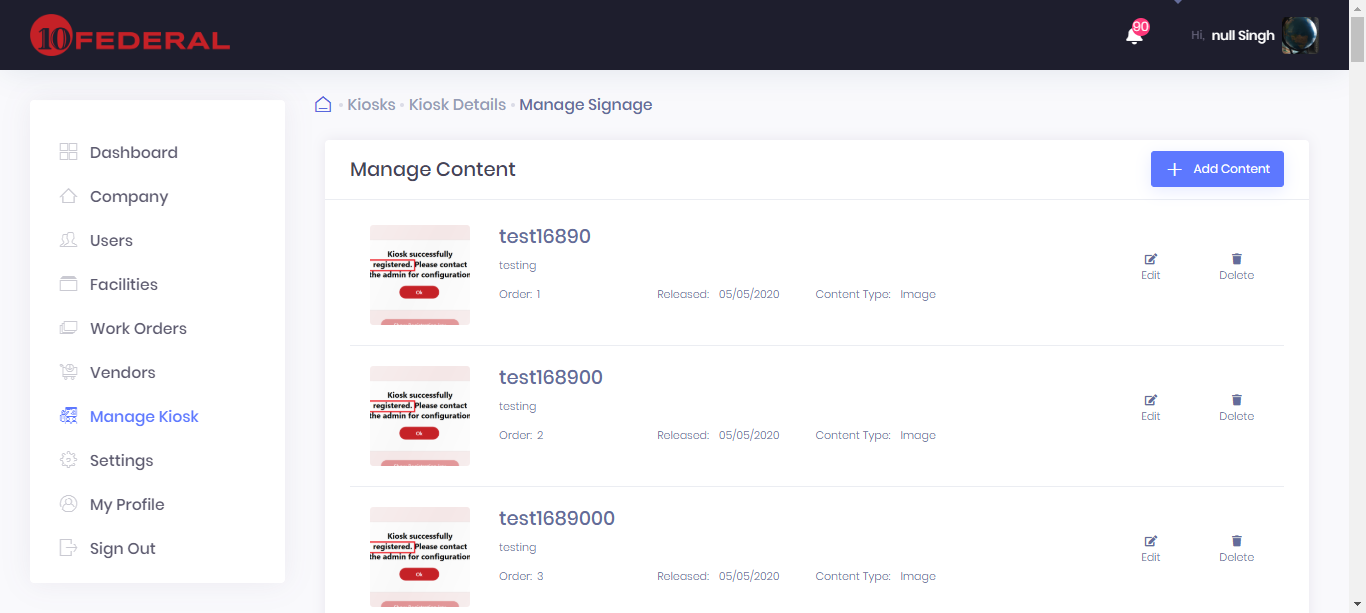 10 FEDERAL
90
Hi, null Singh
Kiosks • Kiosk Details • Manage Signage
Dashboard
Company
Users
Facilities
Work Orders
Vendors
Manage Kiosk
Settings
My Profile
Sign Out
Manage Content
Add Content
Kiosk successfully
registered. Please contact
the admin for configuration
Ok
test16890
testing
Order: 1 Released: 05/05/2020 Content Type: Image
Edit
Delete
Kiosk successfully
registered. Please contact
the admin for configuration
Ok
test168900
testing
Order: 2 Released: 05/05/2020 Content Type: Image
Edit
Delete
Kiosk successfully
registered. Please contact
the admin for configuration
Ok
test1689000
testing
Order: 3 Released: 05/05/2020 Content Type: Image
Edit
Delete